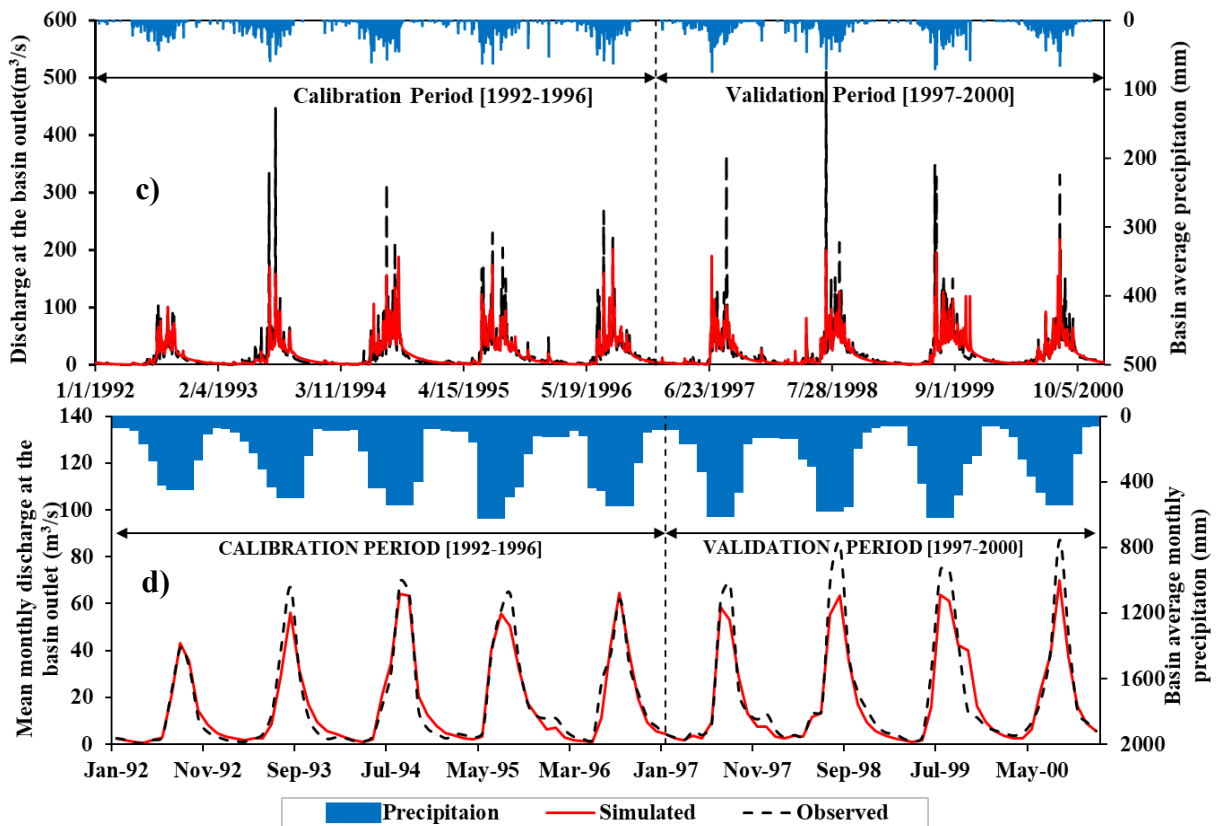 600
500
400
300
200
100
0
Discharge at the basin outlet(m³/s)
0
100
200
300
400
500
Basin average precipitaton (mm)
Calibration Period [1992-1996]
Validation Period [1997-2000]
c)
1/1/1992
2/4/1993
3/11/1994
4/15/1995
5/19/1996
6/23/1997
7/28/1998
9/1/1999
10/5/2000
140
120
100
80
60
40
20
0
Mean monthly discharge at the
basin outlet (m³/s)
0
400
800
1200
1600
2000
Basin average monthly
precipitaton (mm)
CALIBRATION PERIOD [1992-1996]
VALIDATION PERIOD [1997-2000]
d)
Jan-92
Nov-92
Sep-93
Jul-94
May-95
Mar-96
Jan-97
Nov-97
Sep-98
Jul-99
May-00
Precipitaion
Simulated
Observed